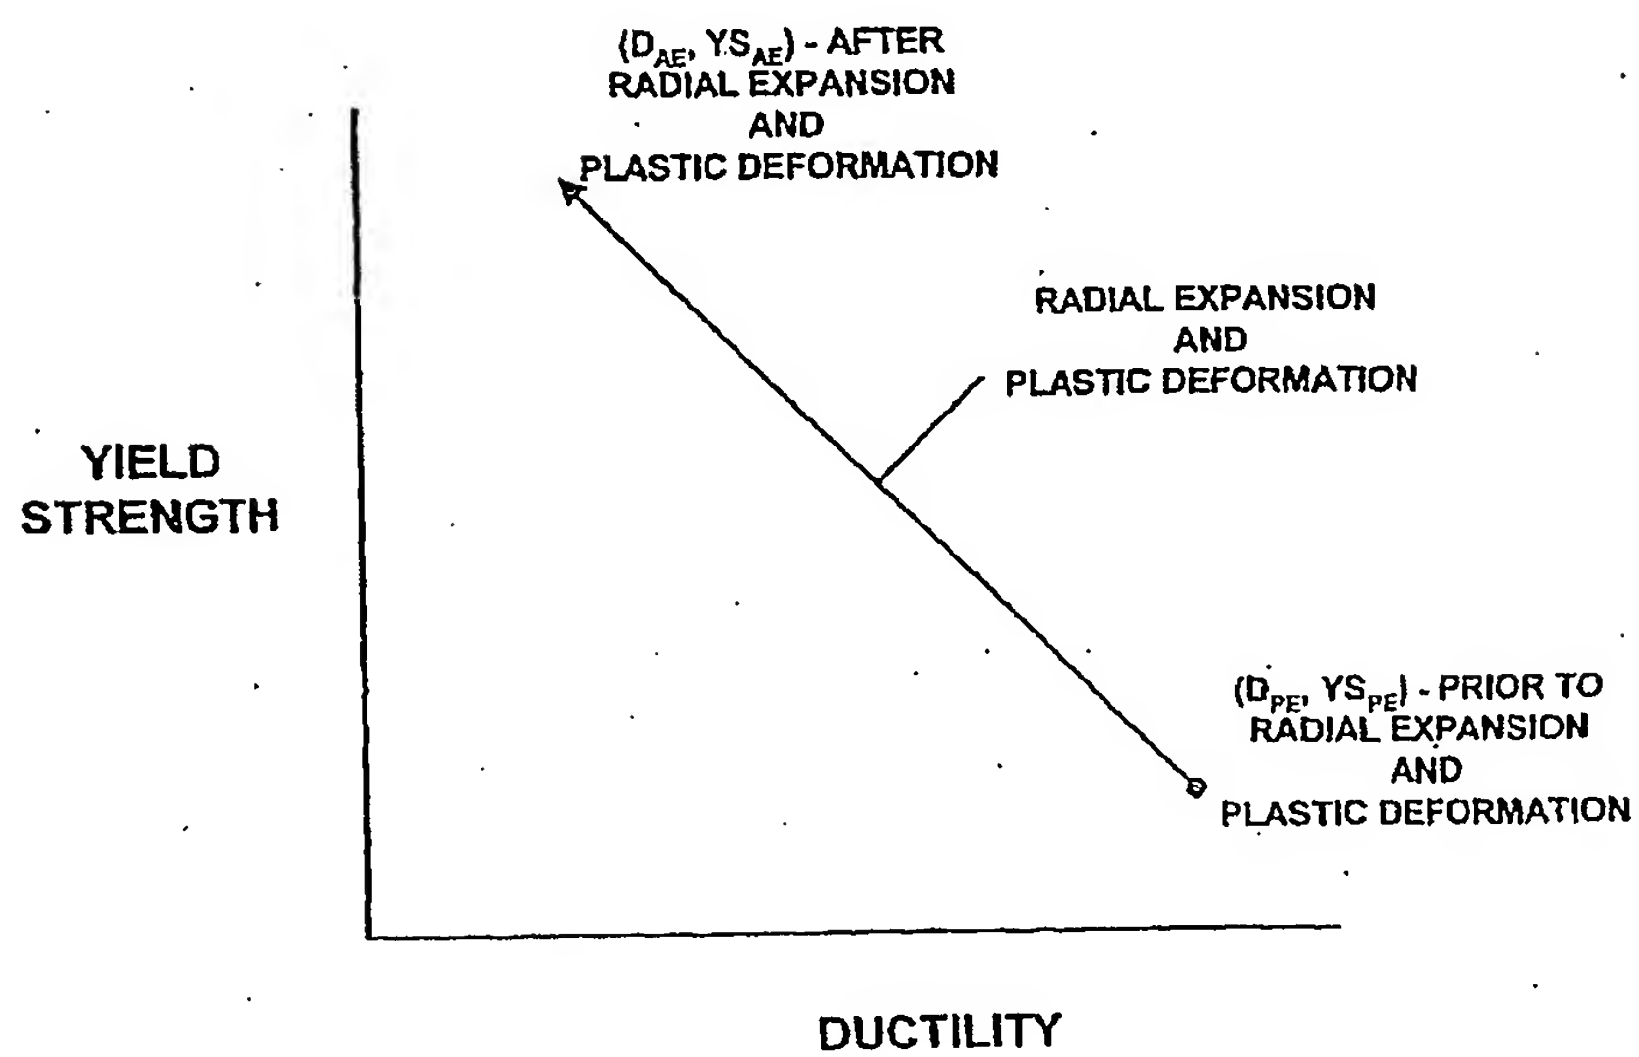 (D_AE, YS_AE) - AFTER
RADIAL EXPANSION
AND
PLASTIC DEFORMATION
RADIAL EXPANSION
AND
PLASTIC DEFORMATION
YIELD
STRENGTH
(D_PE, YS_PE) - PRIOR TO
RADIAL EXPANSION
AND
PLASTIC DEFORMATION
DUCTILITY